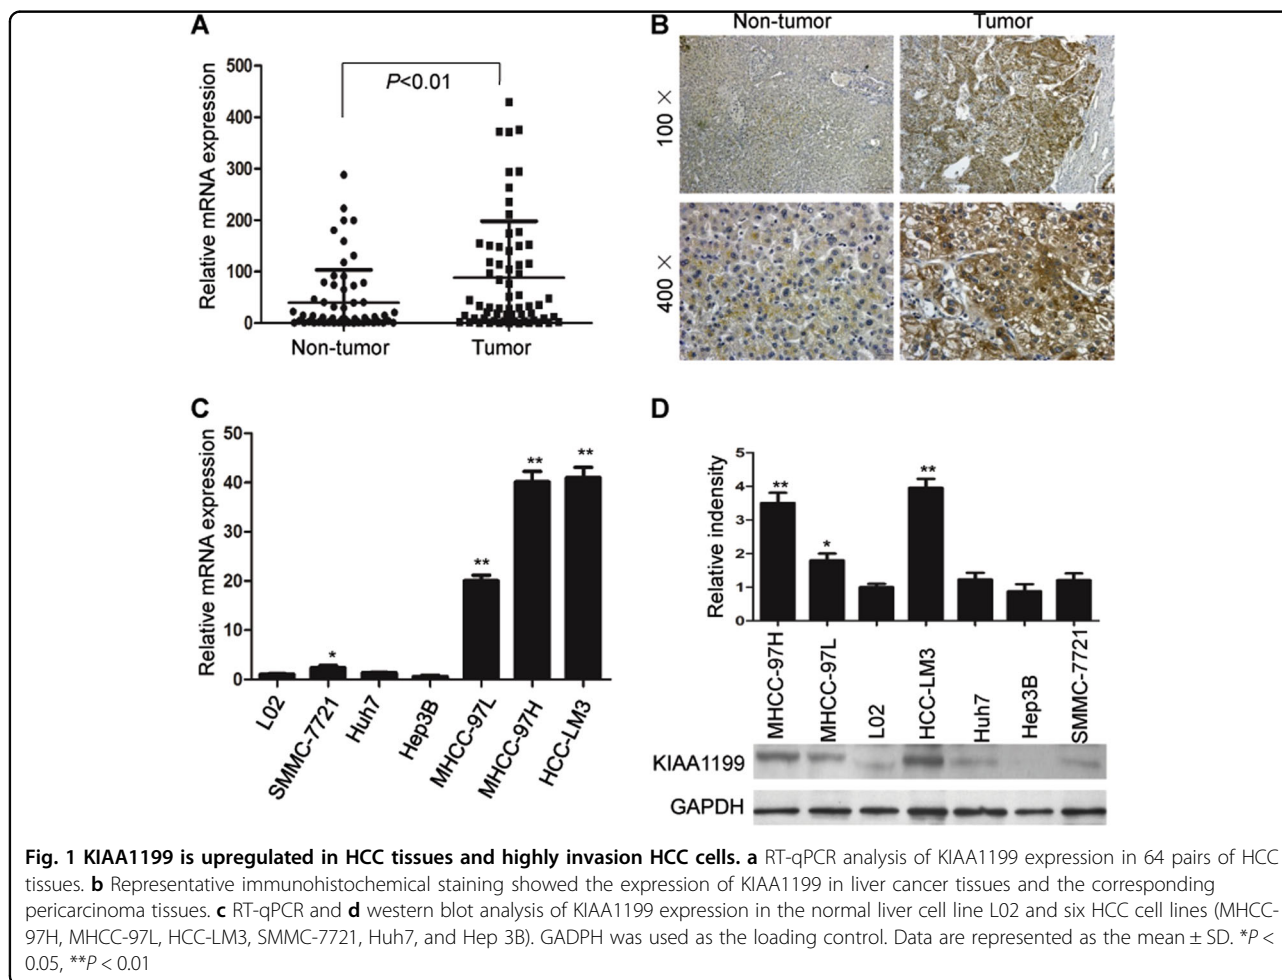 A
P<0.01
Relative mRNA expression
500
400
300
200
100
0
Non-tumor
Tumor
B
Non-tumor
Tumor
100 ×
400 ×
C
Relative mRNA expression
50
40
30
20
10
0
*
**
**
**
L02
SMMC-7721
Huh7
Hep3B
MHCC-97L
MHCC-97H
HCC-LM3
D
Relative indensity
5
4
3
2
1
0
**
*
**
MHCC-97H
MHCC-97L
L02
HCC-LM3
Huh7
Hep3B
SMMC-7721
KIAA1199
GAPDH
Fig. 1 KIAA1199 is upregulated in HCC tissues and highly invasion HCC cells. a RT-qPCR analysis of KIAA1199 expression in 64 pairs of HCC
tissues. b Representative immunohistochemical staining showed the expression of KIAA1199 in liver cancer tissues and the corresponding
pericarcinoma tissues. c RT-qPCR and d western blot analysis of KIAA1199 expression in the normal liver cell line L02 and six HCC cell lines (MHCC-
97H, MHCC-97L, HCC-LM3, SMMC-7721, Huh7, and Hep 3B). GADPH was used as the loading control. Data are represented as the mean ± SD. *P <
0.05, **P < 0.01